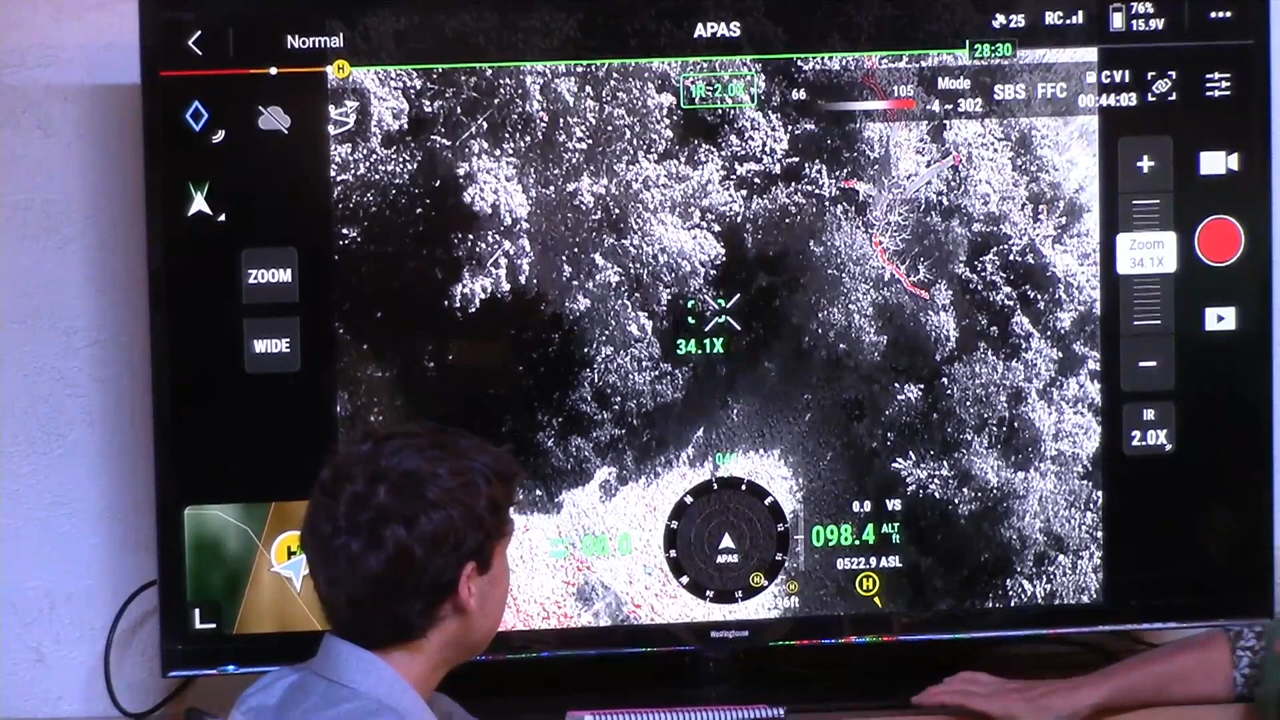 Normal
APAS
25
RC
76%
15.9V
28:30
H
IR 2.0X
66
105
Mode
-4 ~ 302
SBS
FFC
CVI
00:44:03
ZOOM
WIDE
+
Zoom
34.1X
34.1X
IR
2.0X
N
E
W
APAS
H
H
0.0 VS
098.4 ALT
ft
0522.9 ASL
H
H
Westinghouse